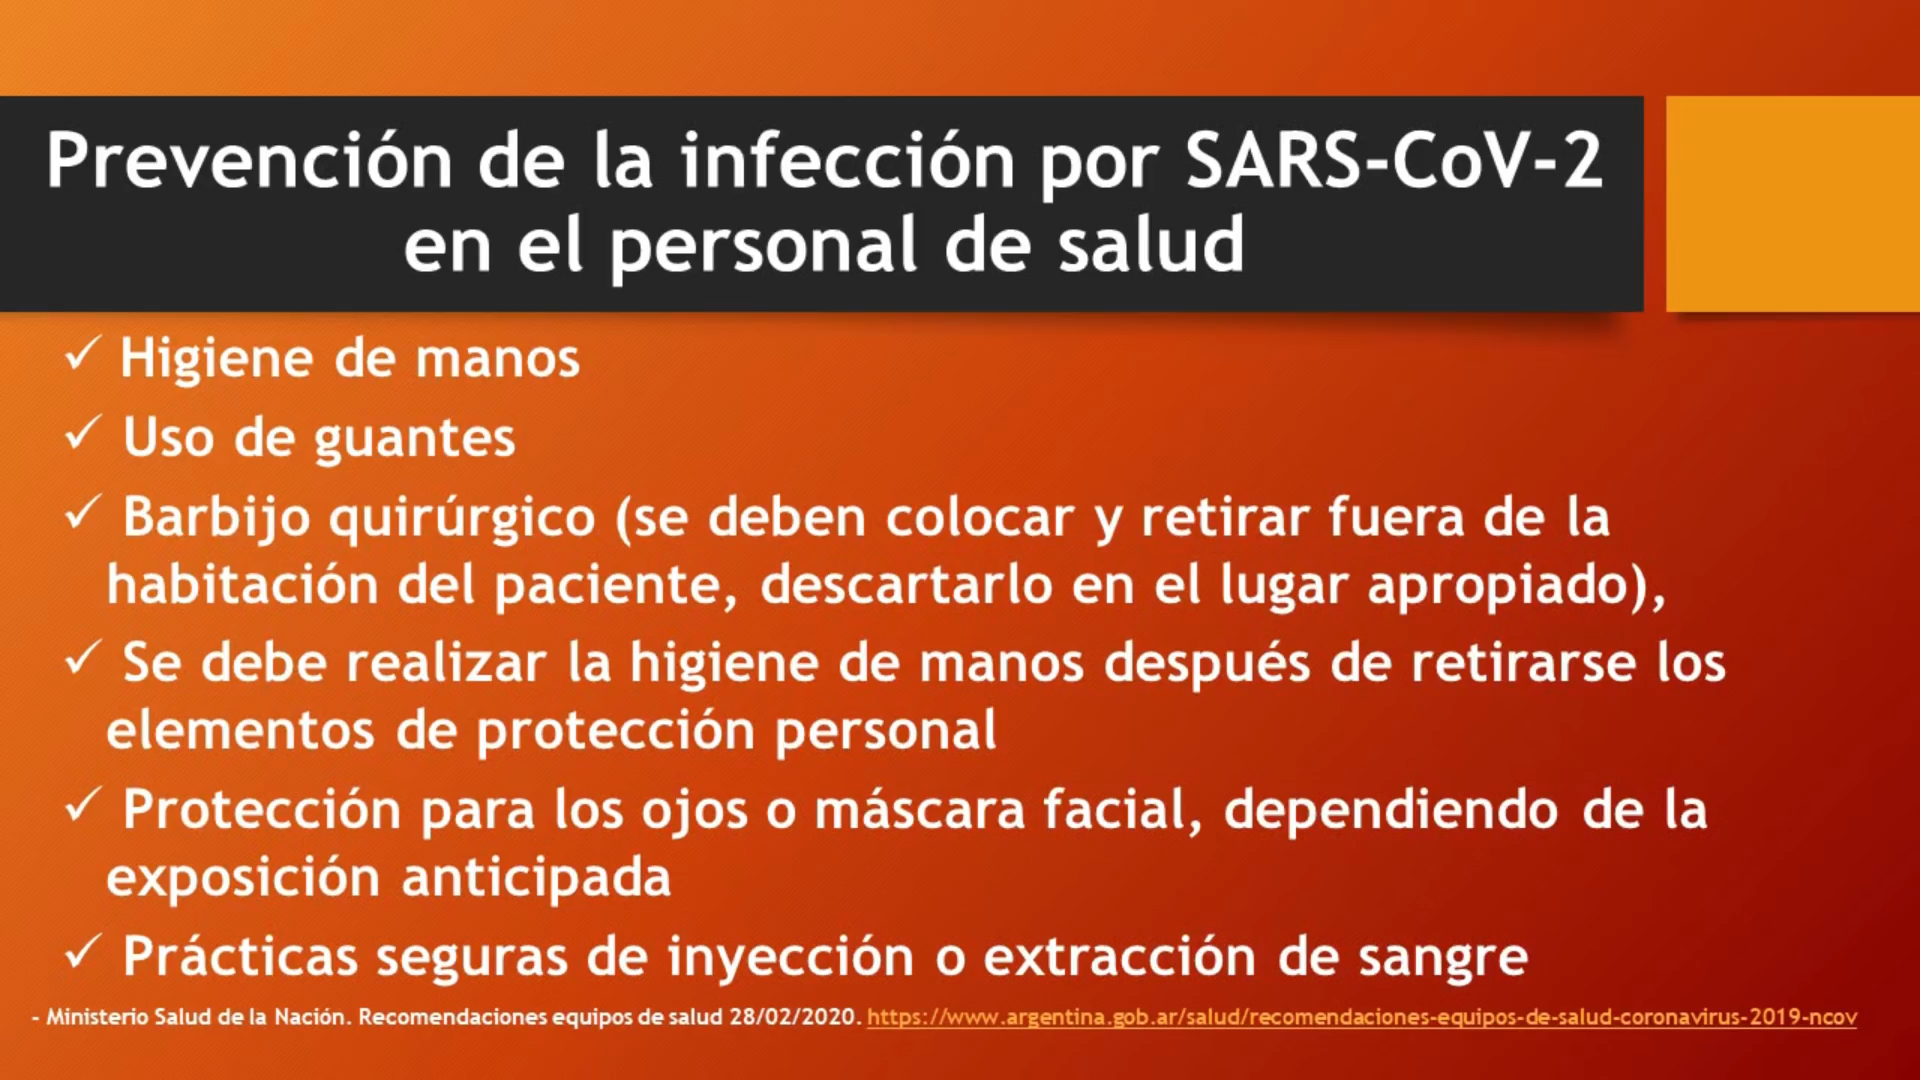 Prevención de la infección por SARS-CoV-2
en el personal de salud
✓ Higiene de manos
✓ Uso de guantes
✓ Barbijo quirúrgico (se deben colocar y retirar fuera de la
habitación del paciente, descartarlo en el lugar apropiado),
✓ Se debe realizar la higiene de manos después de retirarse los
elementos de protección personal
✓ Protección para los ojos o máscara facial, dependiendo de la
exposición anticipada
✓ Prácticas seguras de inyección o extracción de sangre
- Ministerio Salud de la Nación. Recomendaciones equipos de salud 28/02/2020. https://www.argentina.gob.ar/salud/recomendaciones-equipos-de-salud-coronavirus-2019-ncov